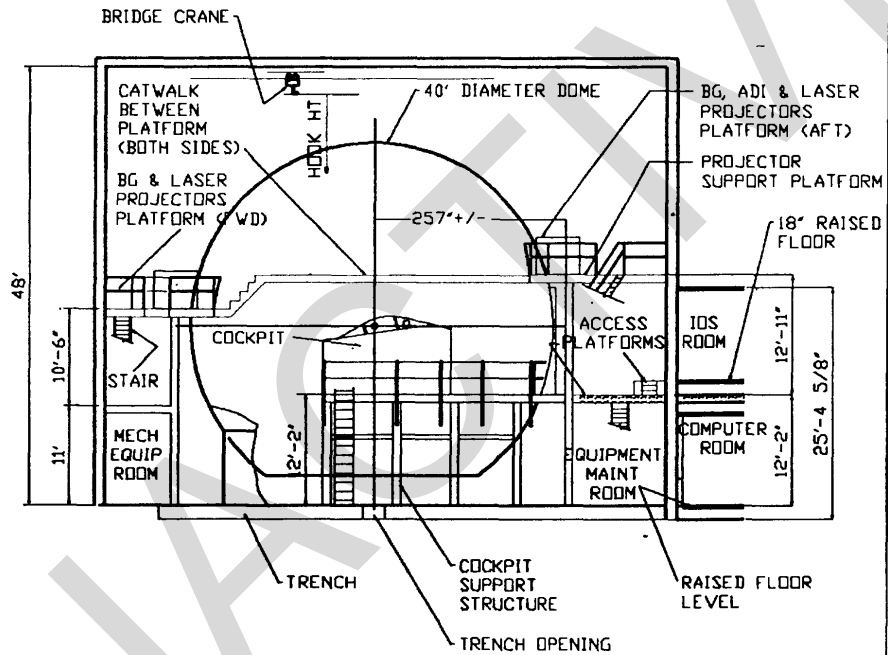 BRIDGE CRANE
CATWALK
BETWEEN
PLATFORM
(BOTH SIDES)
HOOK HT
40' DIAMETER DOME
BG, ADI & LASER
PROJECTORS
PLATFORM (AFT)
PROJECTOR
SUPPORT PLATFORM
BG & LASER
PROJECTORS
PLATFORM (FWD)
257"+/-
18" RAISED
FLOOR
48'
10'-6"
11'
STAIR
COCKPIT
ACCESS
PLATFORMS
IOS
ROOM
12'-11"
25'-4 5/8"
MECH
EQUIP
ROOM
12'-2"
EQUIPMENT
MAINT
ROOM
COMPUTER
ROOM
12'-2"
TRENCH
COCKPIT
SUPPORT
STRUCTURE
RAISED FLOOR
LEVEL
TRENCH OPENING